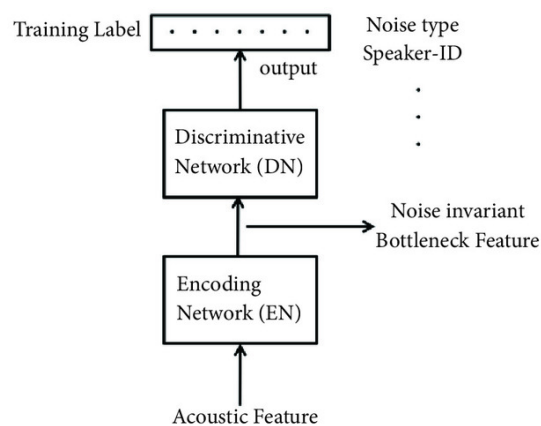 Training Label
Noise type
Speaker-ID
output
Discriminative
Network (DN)
Noise invariant
Bottleneck Feature
Encoding
Network (EN)
Acoustic Feature